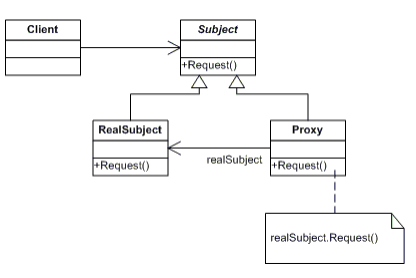 Client
Subject
+Request()
RealSubject
+Request()
realSubject
Proxy
+Request()
realSubject.Request()